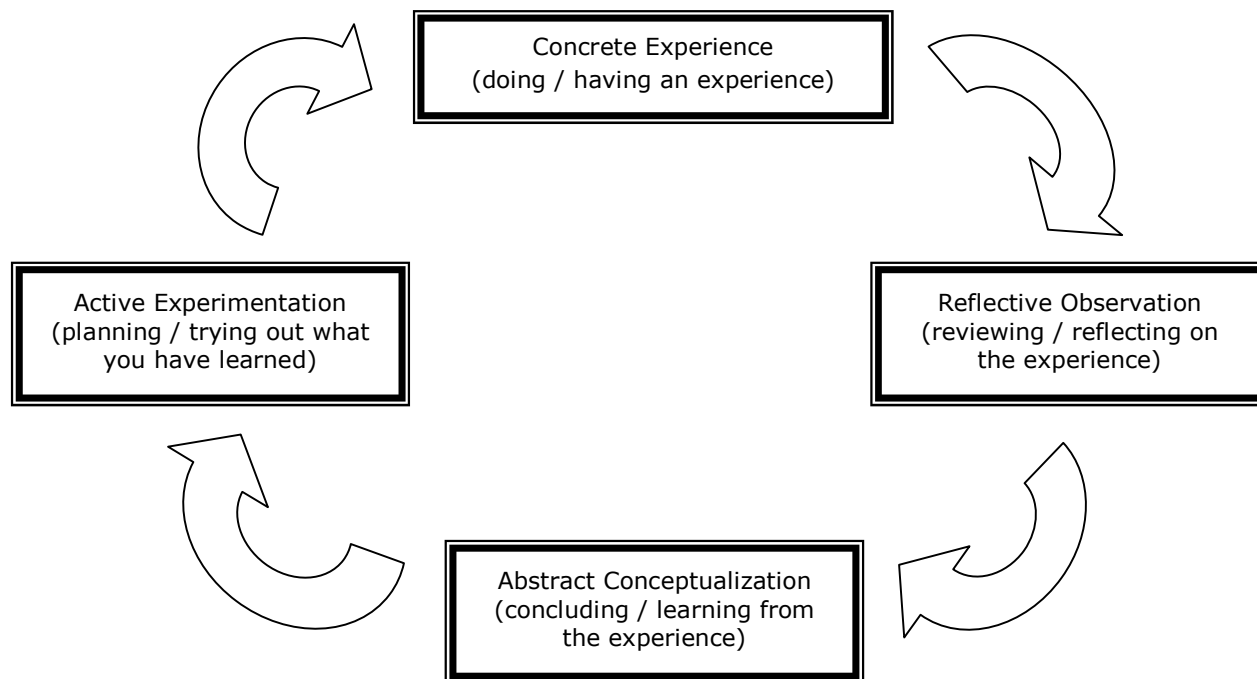 Concrete Experience
(doing / having an experience)
Reflective Observation
(reviewing / reflecting on
the experience)
Abstract Conceptualization
(concluding / learning from
the experience)
Active Experimentation
(planning / trying out what
you have learned)